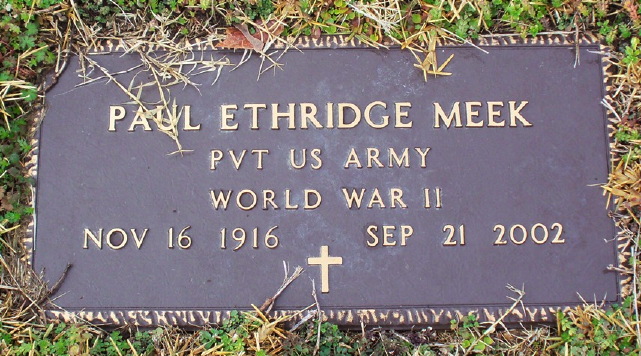 PAUL ETHRIDGE MEEK
PVT US ARMY
WORLD WAR II
NOV 16 1916 SEP 21 2002